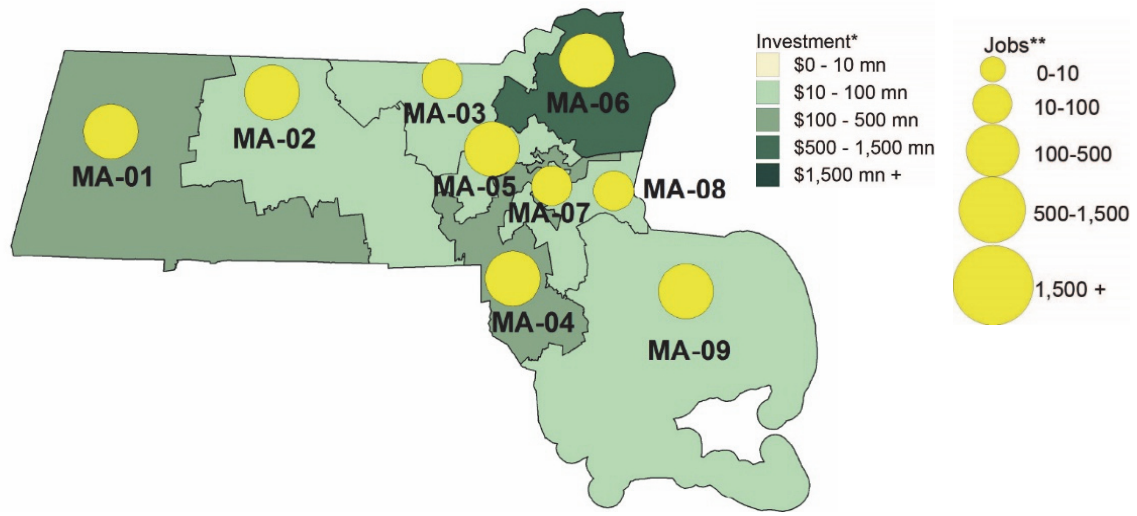 MA-01
MA-02
MA-03
MA-06
MA-05
MA-08
MA-07
MA-04
MA-09
Investment*
$0 - 10 mn
$10 - 100 mn
$100 - 500 mn
$500 - 1,500 mn
$1,500 mn +
Jobs**
0-10
10-100
100-500
500-1,500
1,500 +